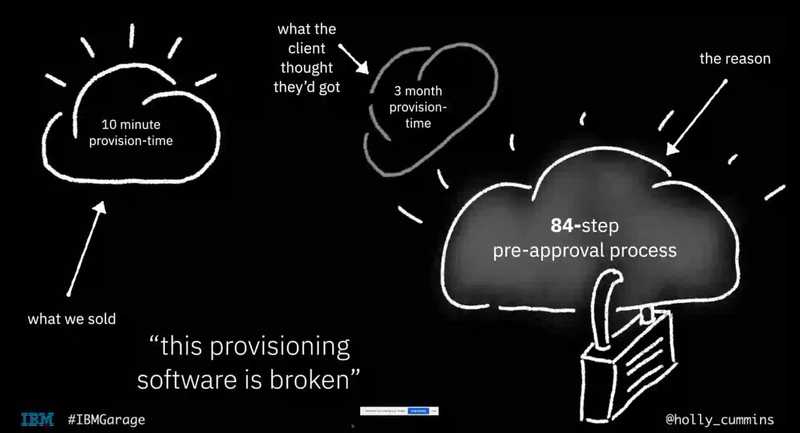 what the
client
thought
they'd got
the reason
10 minute
provision-time
3 month
provision-
time
84-step
pre-approval process
what we sold
“this provisioning
software is broken”
IBM #IBMGarage
@holly_cummins